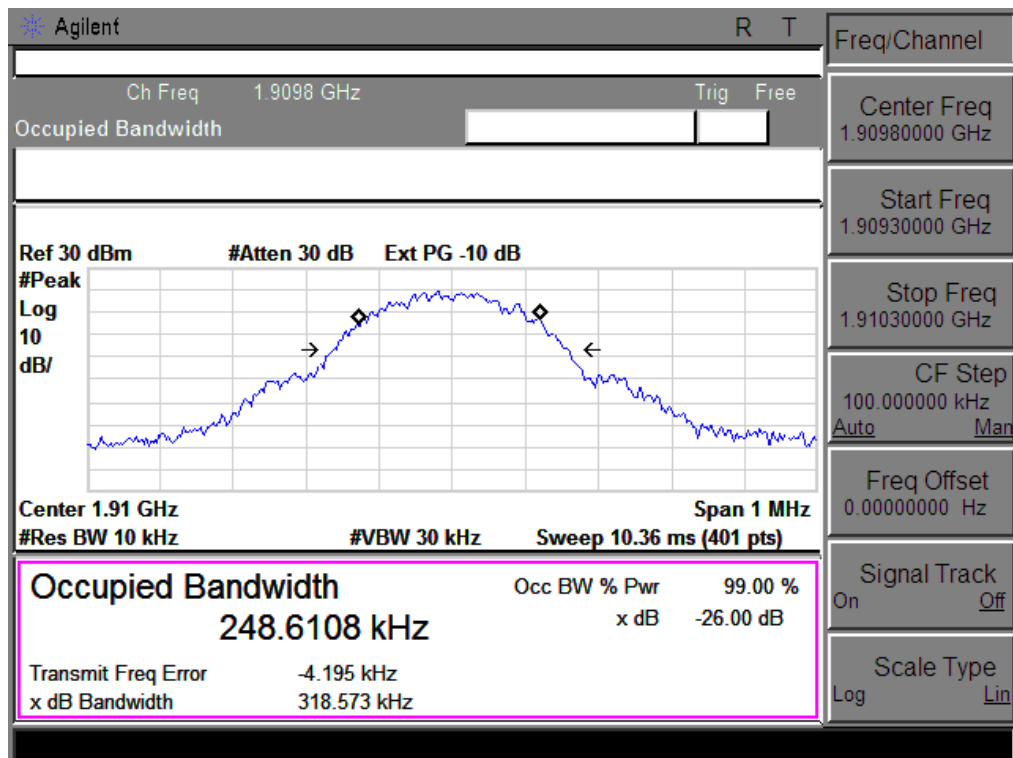 Agilent R T
Ch Freq 1.9098 GHz Trig Free
Occupied Bandwidth
Ref 30 dBm #Atten 30 dB Ext PG -10 dB
#Peak
Log
10
dB/
Center 1.91 GHz Span 1 MHz
#Res BW 10 kHz #VBW 30 kHz Sweep 10.36 ms (401 pts)
Occupied Bandwidth
248.6108 kHz
Occ BW % Pwr 99.00 %
x dB -26.00 dB
Transmit Freq Error -4.195 kHz
x dB Bandwidth 318.573 kHz
Freq/Channel
Center Freq
1.90980000 GHz
Start Freq
1.90930000 GHz
Stop Freq
1.91030000 GHz
CF Step
100.000000 kHz
Auto Man
Freq Offset
0.00000000 Hz
Signal Track
On Off
Scale Type
Log Lin